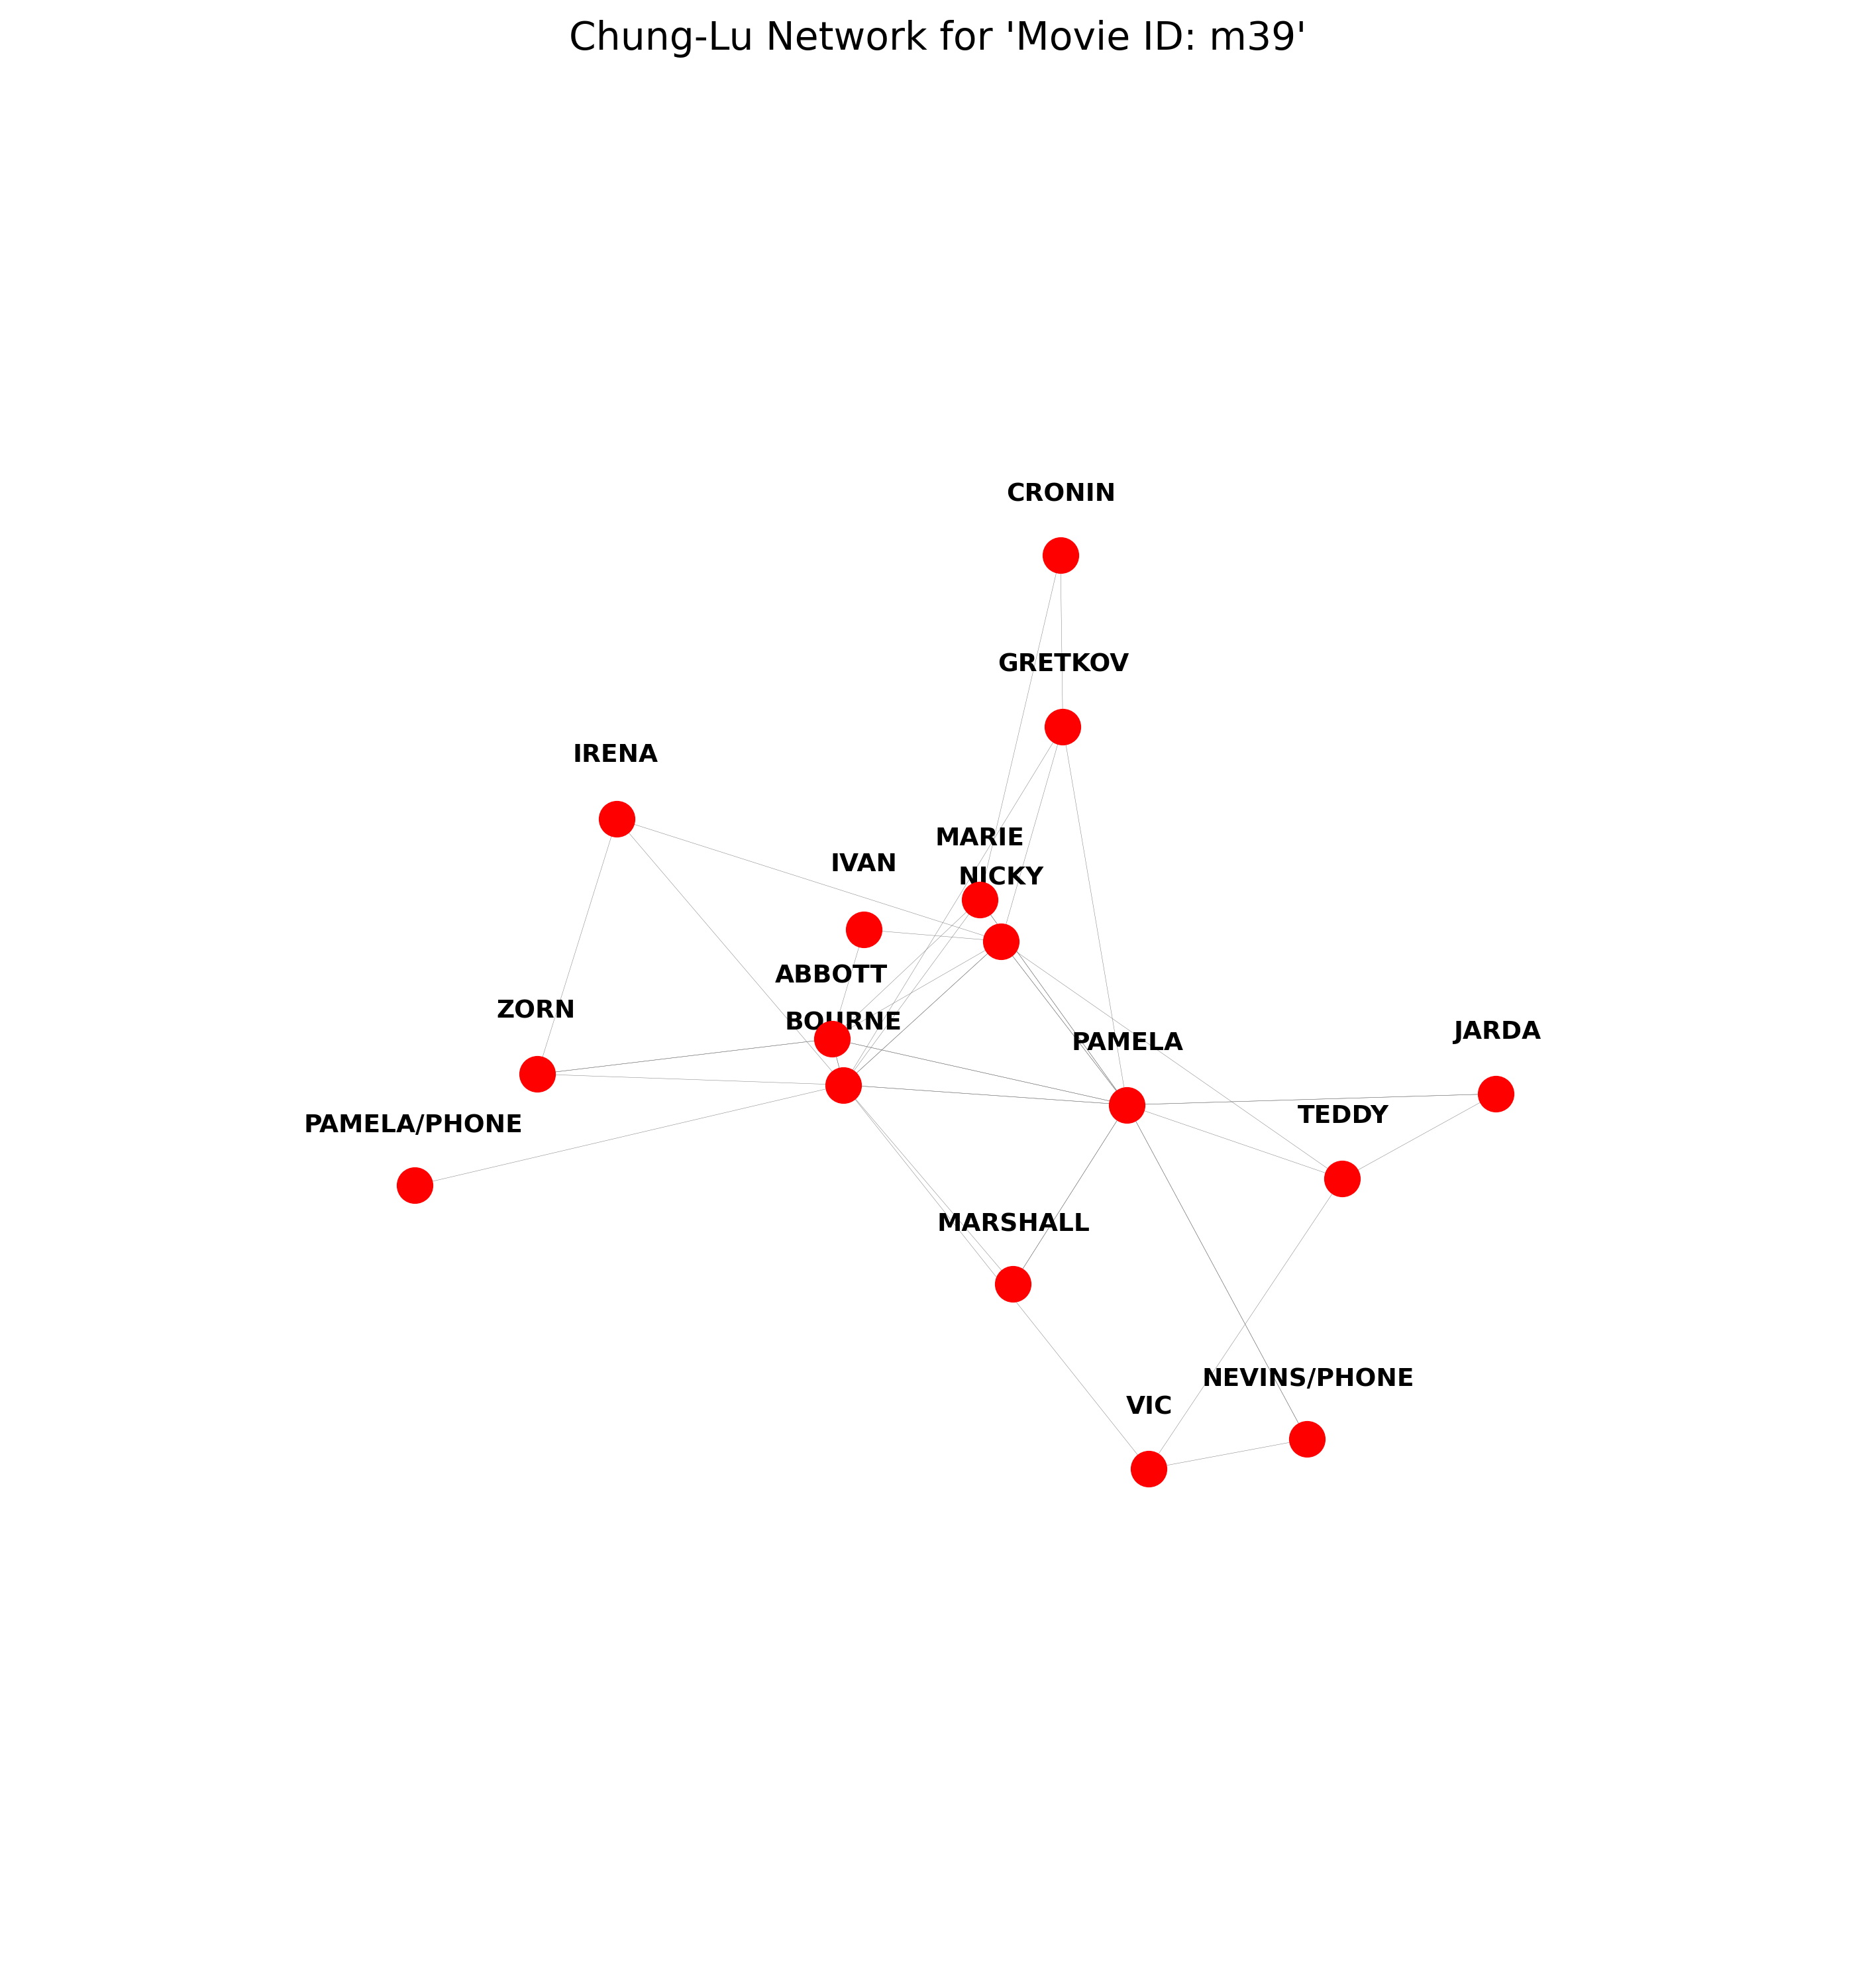 Chung-Lu Network for 'Movie ID: m39'
CRONIN
GRETKOV
IRENA
MARIE
IVAN
NICKY
ABBOTT
ZORN
BOURNE
JARDA
PAMELA
TEDDY
PAMELA/PHONE
MARSHALL
NEVINS/PHONE
VIC